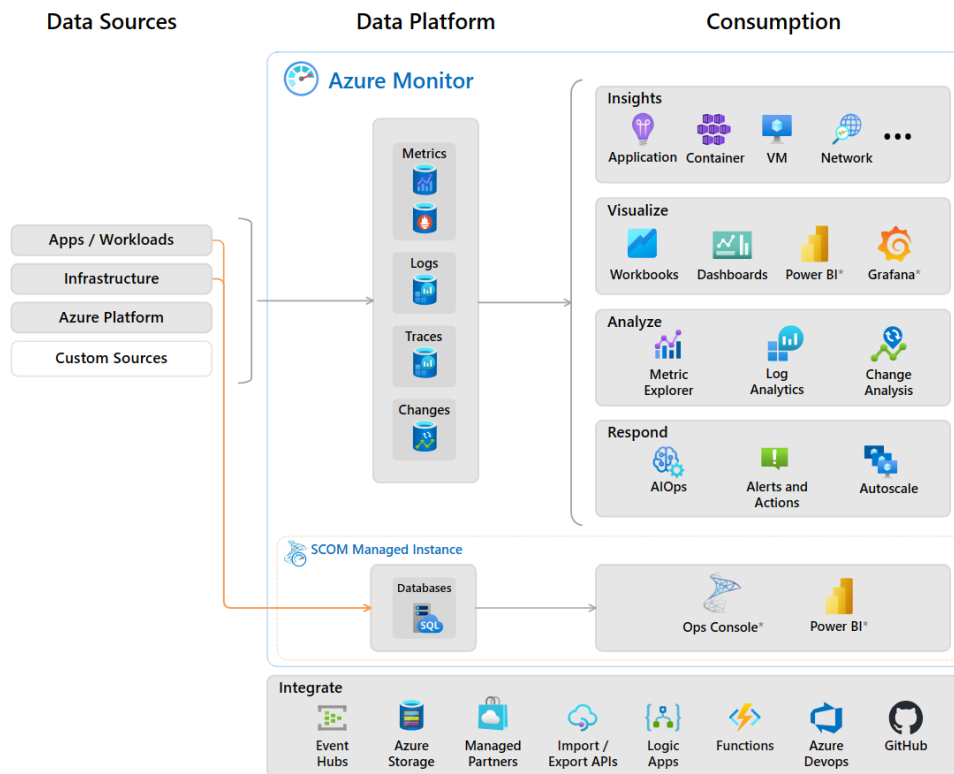 Data Sources
Data Platform
Consumption
Azure Monitor
Apps / Workloads
Infrastructure
Azure Platform
Custom Sources
Metrics
Logs
Traces
Changes
Insights
Application
Container
VM
Network
Visualize
Workbooks
Dashboards
Power BI*
Grafana*
Analyze
Metric
Explorer
Log
Analytics
Change
Analysis
Respond
AIOps
Alerts and
Actions
Autoscale
SCOM Managed Instance
Databases
SQL
Ops Console*
Power BI*
Integrate
Event
Hubs
Azure
Storage
Managed
Partners
Import /
Export APIs
Logic
Apps
Functions
Azure
Devops
GitHub